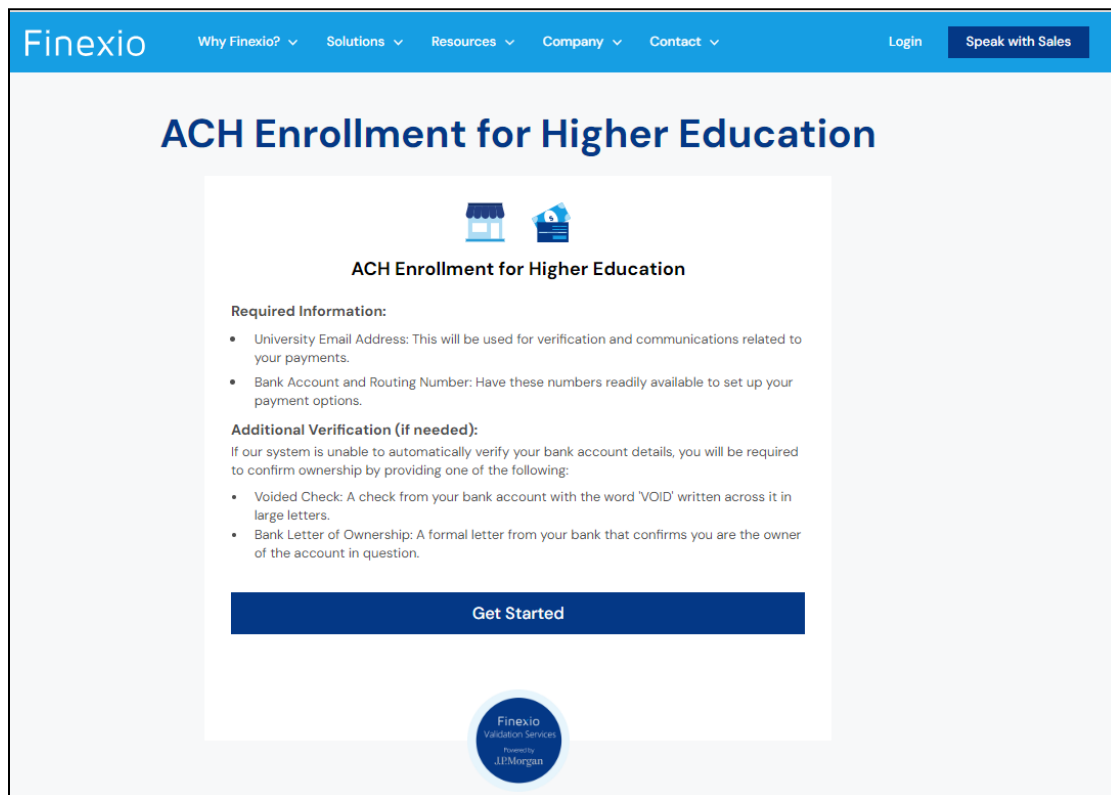 Finexio
Why Finexio?
Solutions
Resources
Company
Contact
Login
Speak with Sales
ACH Enrollment for Higher Education
$
ACH Enrollment for Higher Education
Required Information:
• University Email Address: This will be used for verification and communications related to
your payments.
• Bank Account and Routing Number: Have these numbers readily available to set up your
payment options.
Additional Verification (if needed):
If our system is unable to automatically verify your bank account details, you will be required
to confirm ownership by providing one of the following:
• Voided Check: A check from your bank account with the word 'VOID' written across it in
large letters.
• Bank Letter of Ownership: A formal letter from your bank that confirms you are the owner
of the account in question.
Get Started
Finexio
Validation Services
Powered by
J.P.Morgan